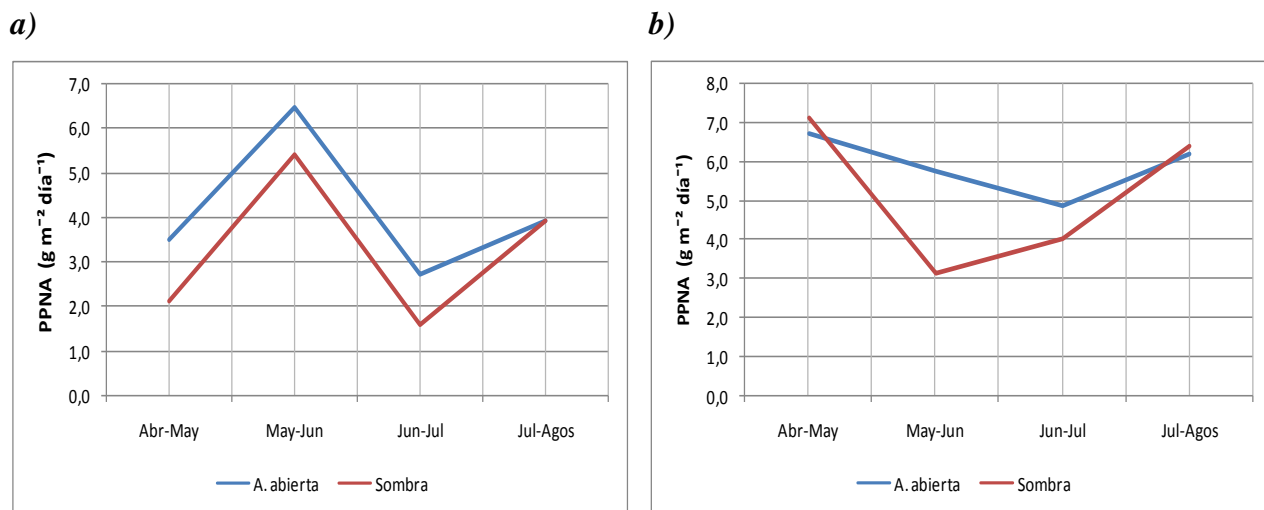 a)
7,0
6,0
5,0
4,0
3,0
2,0
1,0
0,0
PPNA (g m⁻² día⁻¹)
Abr-May May-Jun Jun-Jul Jul-Agos
A. abierta Sombra
b)
8,0
7,0
6,0
5,0
4,0
3,0
2,0
1,0
0,0
PPNA (g m⁻² día⁻¹)
Abr-May May-Jun Jun-Jul Jul-Agos
A. abierta Sombra